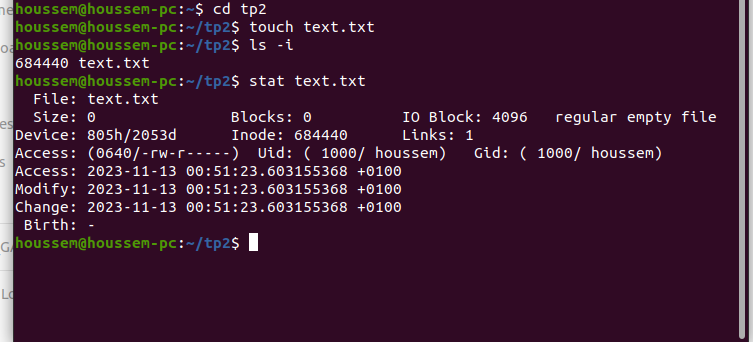 houssem@houssem-pc:~$ cd tp2
houssem@houssem-pc:~/tp2$ touch text.txt
houssem@houssem-pc:~/tp2$ ls -i
684440 text.txt
houssem@houssem-pc:~/tp2$ stat text.txt
  File: text.txt
  Size: 0               Blocks: 0          IO Block: 4096   regular empty file
Device: 805h/2053d      Inode: 684440      Links: 1
Access: (0640/-rw-r-----)  Uid: ( 1000/ houssem)   Gid: ( 1000/ houssem)
Access: 2023-11-13 00:51:23.603155368 +0100
Modify: 2023-11-13 00:51:23.603155368 +0100
Change: 2023-11-13 00:51:23.603155368 +0100
 Birth: -
houssem@houssem-pc:~/tp2$